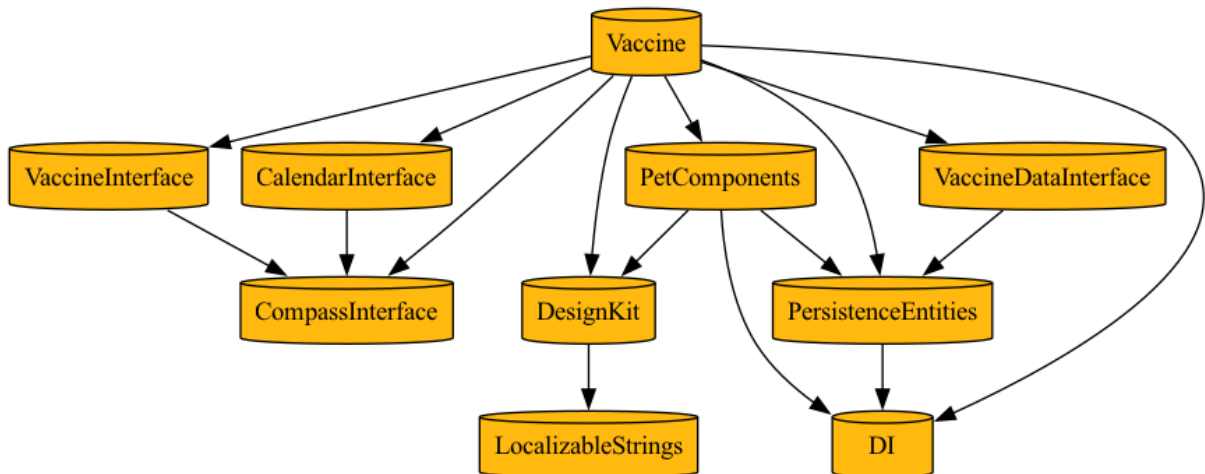 Vaccine
VaccineInterface
CalendarInterface
PetComponents
VaccineDataInterface
CompassInterface
DesignKit
PersistenceEntities
LocalizableStrings
DI